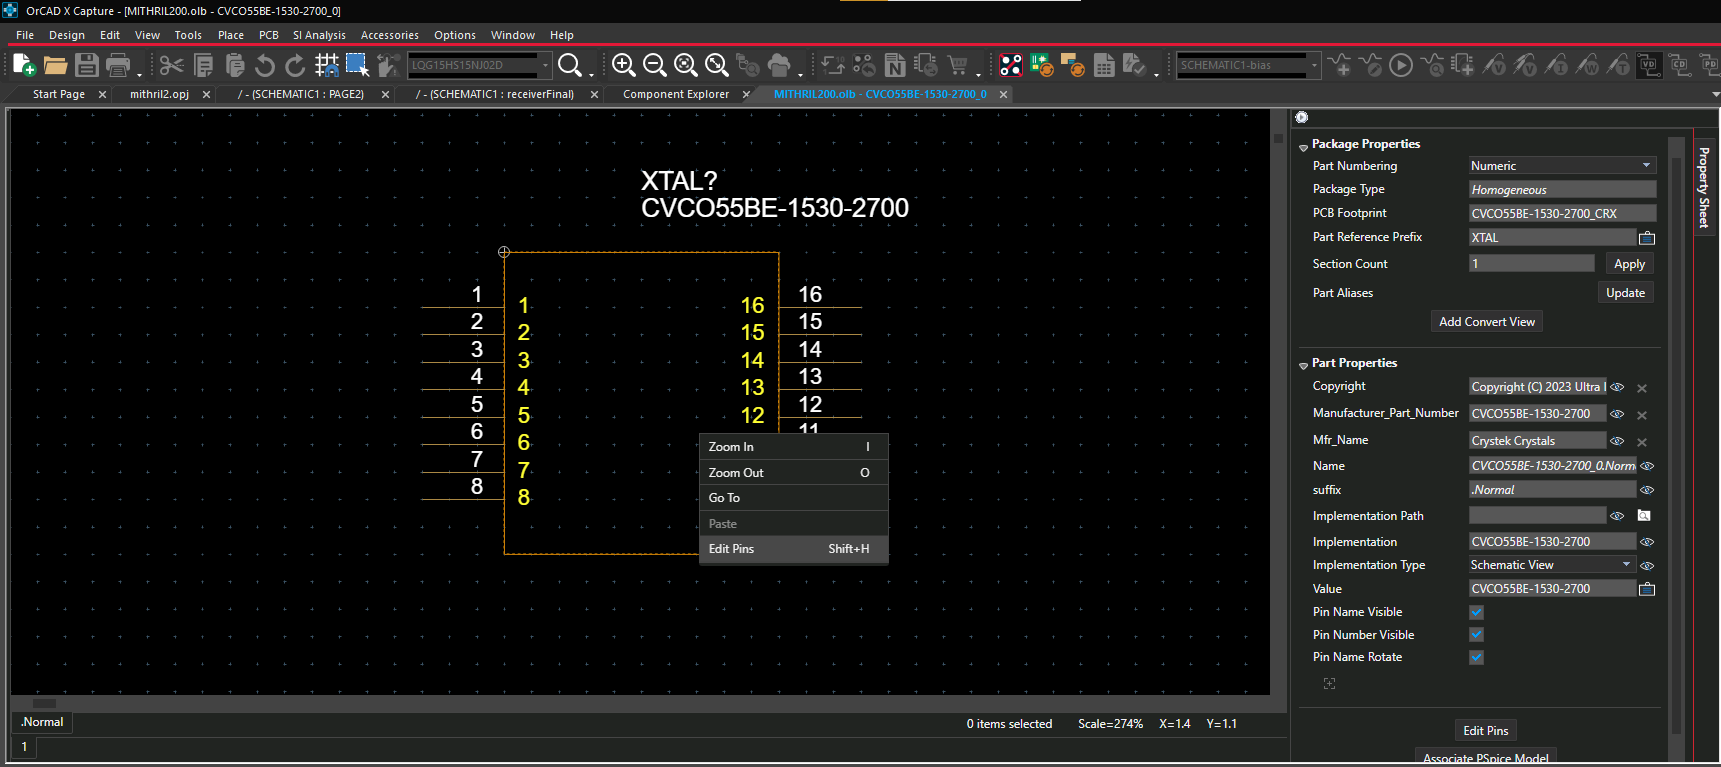 OrCAD X Capture - [MITHRIL200.olb - CVCO55BE-1530-2700_0]
File Design Edit View Tools Place PCB SI Analysis Accessories Options Window Help
LQG15HS15NJ02D
SCHEMATIC1-bias
Start Page
mithril2.opj
/ - (SCHEMATIC1 : PAGE2)
/ - (SCHEMATIC1 : receiverFinal)
Component Explorer
MITHRIL200.olb - CVCO55BE-1530-2700_0
XTAL?
CVCO55BE-1530-2700
1 1 16 16
2 2 15 15
3 3 14 14
4 4 13 13
5 5 12 12
6 6 11
7 7
8 8
Zoom In I
Zoom Out O
Go To
Paste
Edit Pins Shift+H
Package Properties
Part Numbering Numeric
Package Type Homogeneous
PCB Footprint CVCO55BE-1530-2700_CRX
Part Reference Prefix XTAL
Section Count 1 Apply
Part Aliases Update
Add Convert View
Part Properties
Copyright Copyright (C) 2023 Ultra
Manufacturer_Part_Number CVCO55BE-1530-2700
Mfr_Name Crystek Crystals
Name CVCO55BE-1530-2700_0.Norm
suffix .Normal
Implementation Path
Implementation CVCO55BE-1530-2700
Implementation Type Schematic View
Value CVCO55BE-1530-2700
Pin Name Visible
Pin Number Visible
Pin Name Rotate
Edit Pins
Associate PSpice Model
Property Sheet
.Normal
0 items selected Scale=274% X=1.4 Y=1.1
1